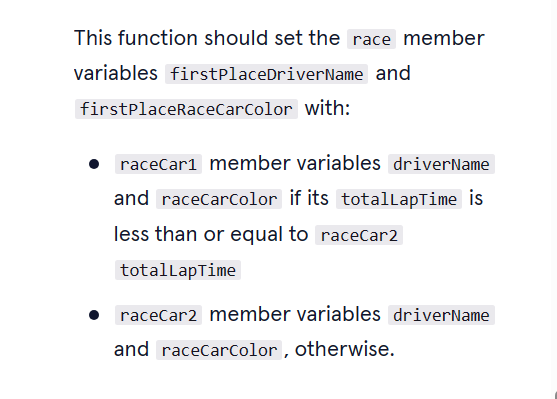 This function should set the race member
variables firstPlaceDriverName and
firstPlaceRaceCarColor with:
● raceCar1 member variables driverName
and raceCarColor if its totalLapTime is
less than or equal to raceCar2
totalLapTime
● raceCar2 member variables driverName
and raceCarColor, otherwise.